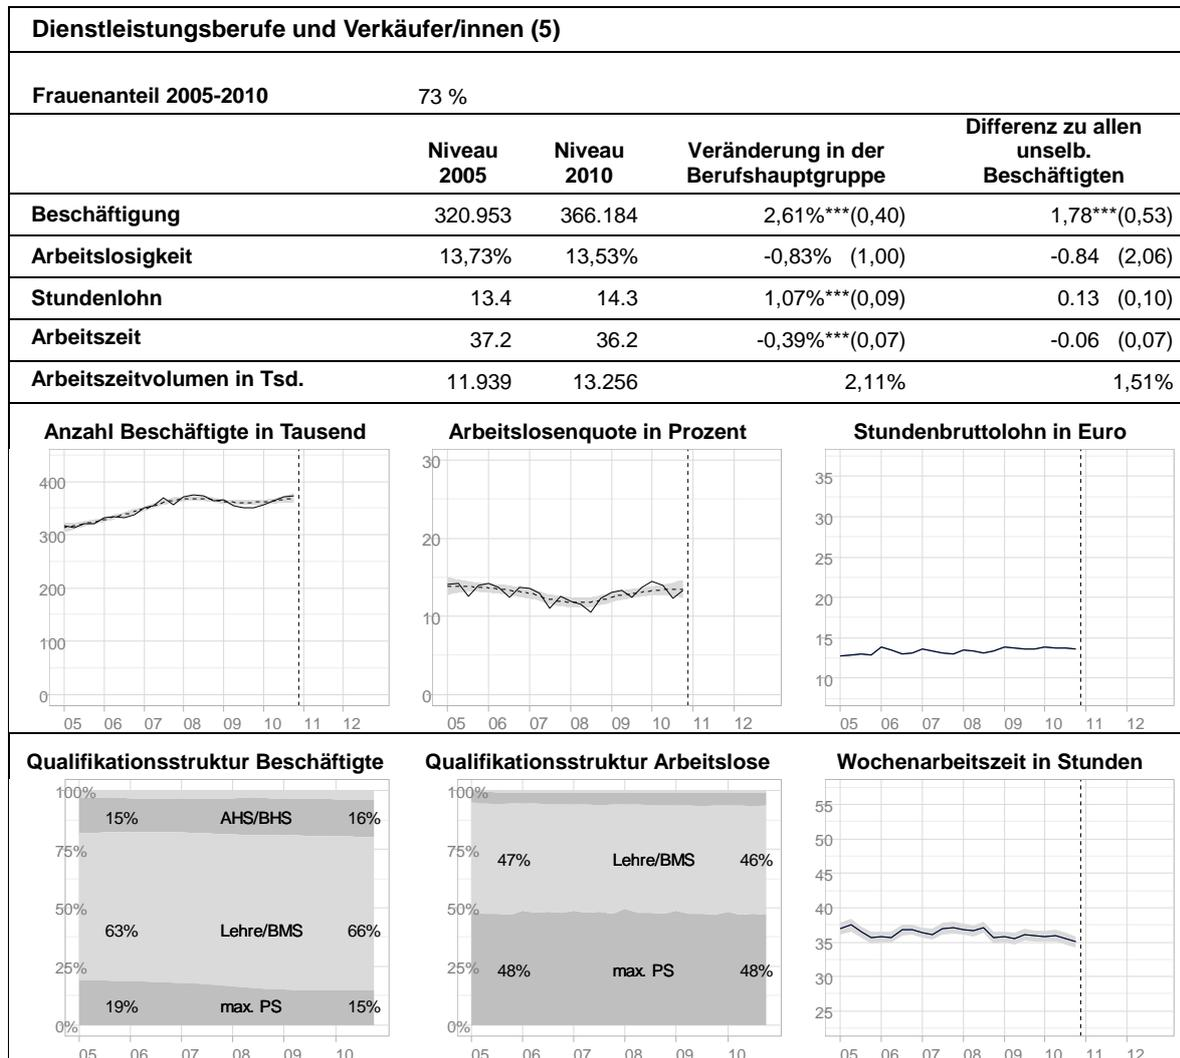 Dienstleistungsberufe und Verkäufer/innen (5)
Frauenanteil 2005-2010 73 %
Niveau 2005 Niveau 2010 Veränderung in der Berufshauptgruppe Differenz zu allen unselb. Beschäftigten
Beschäftigung 320.953 366.184 2,61%***(0,40) 1,78***(0,53)
Arbeitslosigkeit 13,73% 13,53% -0,83% (1,00) -0.84 (2,06)
Stundenlohn 13.4 14.3 1,07%***(0,09) 0.13 (0,10)
Arbeitszeit 37.2 36.2 -0,39%***(0,07) -0.06 (0,07)
Arbeitszeitvolumen in Tsd. 11.939 13.256 2,11% 1,51%
Anzahl Beschäftigte in Tausend
400
300
200
100
0
05 06 07 08 09 10 11 12
Arbeitslosenquote in Prozent
30
20
10
0
05 06 07 08 09 10 11 12
Stundenbruttolohn in Euro
35
30
25
20
15
10
05 06 07 08 09 10 11 12
Qualifikationsstruktur Beschäftigte
100%
15% AHS/BHS 16%
75%
50%
63% Lehre/BMS 66%
25%
19% max. PS 15%
0%
05 06 07 08 09 10
Qualifikationsstruktur Arbeitslose
100%
75%
47% Lehre/BMS 46%
50%
25%
48% max. PS 48%
0%
05 06 07 08 09 10
Wochenarbeitszeit in Stunden
55
50
45
40
35
30
25
05 06 07 08 09 10 11 12